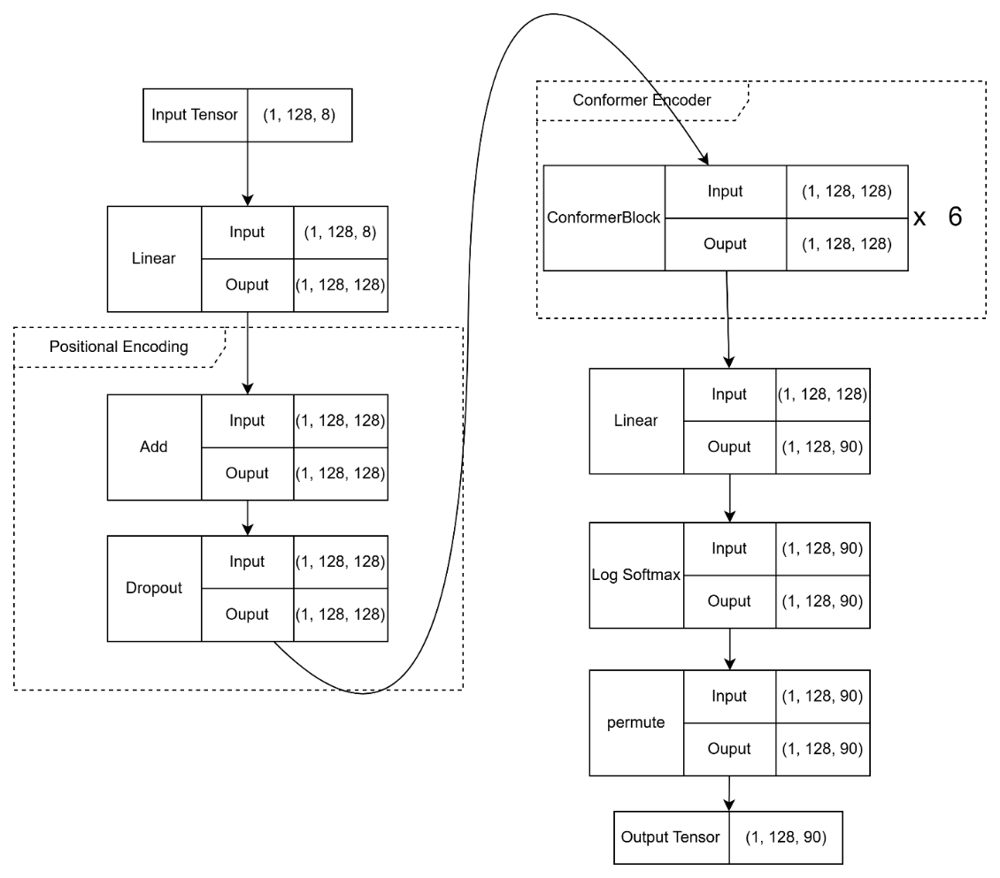 Input Tensor (1, 128, 8)
Linear
Input (1, 128, 8)
Ouput (1, 128, 128)
Positional Encoding
Add
Input (1, 128, 128)
Ouput (1, 128, 128)
Dropout
Input (1, 128, 128)
Ouput (1, 128, 128)
Conformer Encoder
ConformerBlock
Input (1, 128, 128)
Ouput (1, 128, 128)
x 6
Linear
Input (1, 128, 128)
Ouput (1, 128, 90)
Log Softmax
Input (1, 128, 90)
Ouput (1, 128, 90)
permute
Input (1, 128, 90)
Ouput (1, 128, 90)
Output Tensor (1, 128, 90)